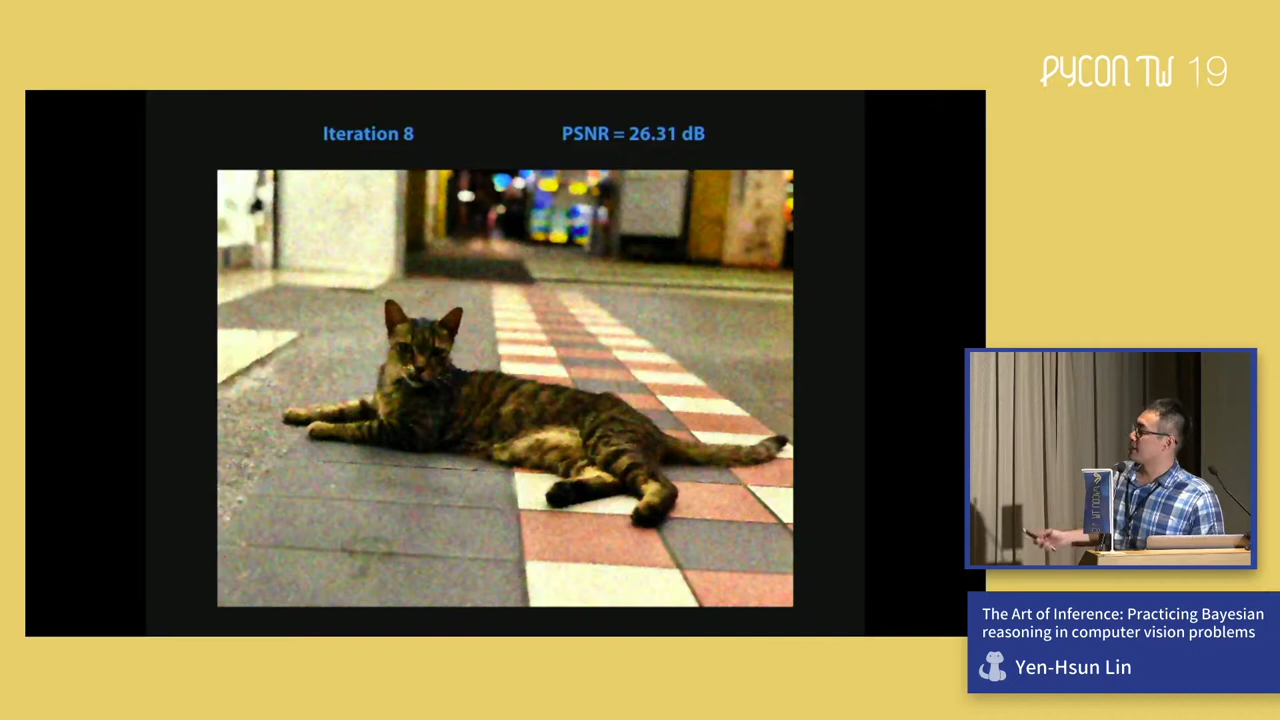 PYCON TW 19
Iteration 8
PSNR = 26.31 dB
The Art of Inference: Practicing Bayesian
reasoning in computer vision problems
Yen-Hsun Lin